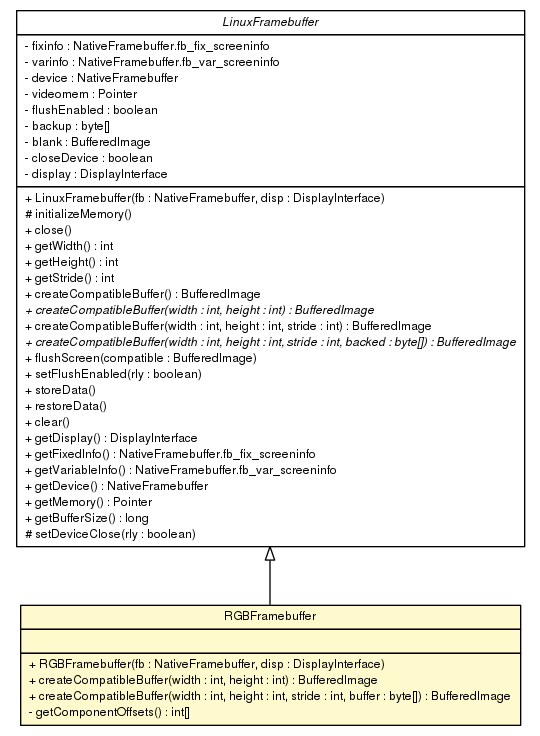 LinuxFramebuffer
- fixinfo : NativeFramebuffer.fb_fix_screeninfo
- varinfo : NativeFramebuffer.fb_var_screeninfo
- device : NativeFramebuffer
- videomem : Pointer
- flushEnabled : boolean
- backup : byte[]
- blank : BufferedImage
- closeDevice : boolean
- display : DisplayInterface
+ LinuxFramebuffer(fb : NativeFramebuffer, disp : DisplayInterface)
# initializeMemory()
+ close()
+ getWidth() : int
+ getHeight() : int
+ getStride() : int
+ createCompatibleBuffer() : BufferedImage
+ createCompatibleBuffer(width : int, height : int) : BufferedImage
+ createCompatibleBuffer(width : int, height : int, stride : int) : BufferedImage
+ createCompatibleBuffer(width : int, height : int, stride : int, backed : byte[]) : BufferedImage
+ flushScreen(compatible : BufferedImage)
+ setFlushEnabled(rly : boolean)
+ storeData()
+ restoreData()
+ clear()
+ getDisplay() : DisplayInterface
+ getFixedInfo() : NativeFramebuffer.fb_fix_screeninfo
+ getVariableInfo() : NativeFramebuffer.fb_var_screeninfo
+ getDevice() : NativeFramebuffer
+ getMemory() : Pointer
+ getBufferSize() : long
# setDeviceClose(rly : boolean)
RGBFramebuffer
+ RGBFramebuffer(fb : NativeFramebuffer, disp : DisplayInterface)
+ createCompatibleBuffer(width : int, height : int) : BufferedImage
+ createCompatibleBuffer(width : int, height : int, stride : int, buffer : byte[]) : BufferedImage
- getComponentOffsets() : int[]